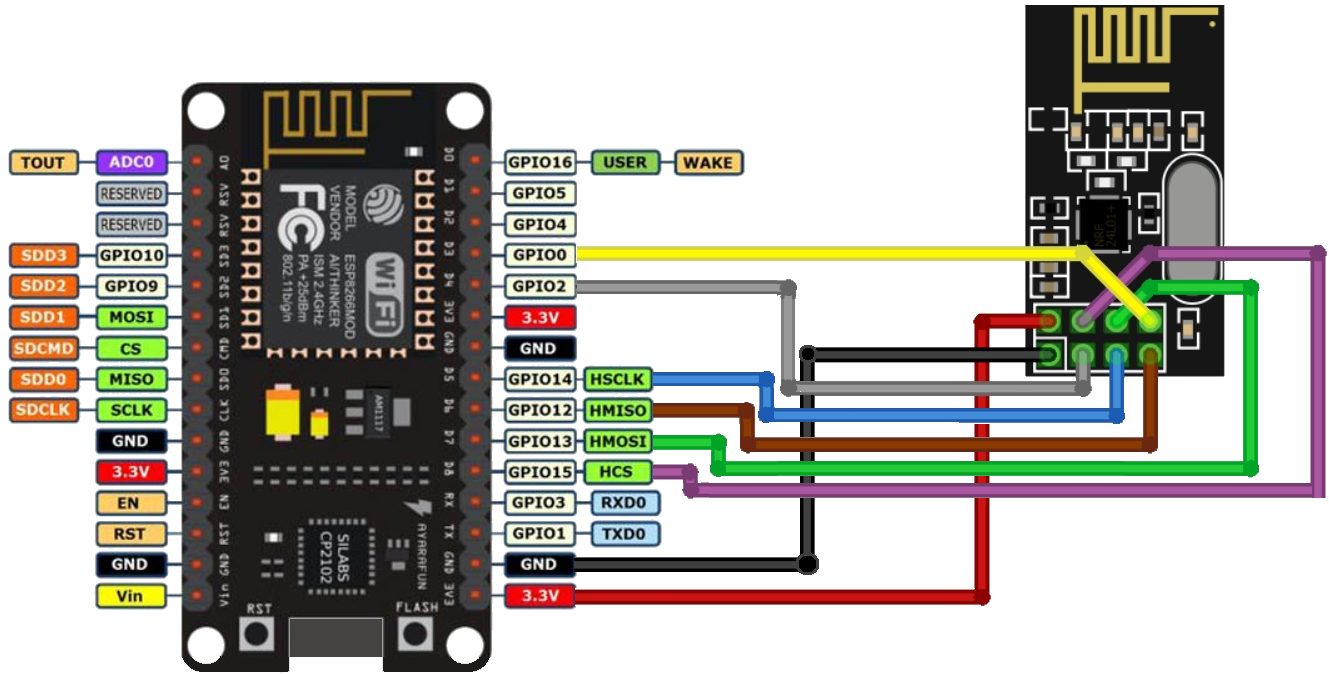 TOUT ADC0
RESERVED
RESERVED
SDD3 GPIO10
SDD2 GPIO9
SDD1 MOSI
SDCMD CS
SDD0 MISO
SDCLK SCLK
GND
3.3V
EN
RST
GND
Vin
A0
RSV
RSV
SD3
SD2
SD1
CMD
SD0
CLK
GND
3V3
EN
RST
GND
Vin
MODEL
VENDOR
ESP8266MOD
AI/THINKER
ISM 2.4GHz
PA +25dBm
802.11b/g/n
FC
Wi Fi
AM1117
SILABS
CP2102
AYARAFUN
RST
FLASH
D0
D1
D2
D3
D4
3V3
GND
D5
D6
D7
D8
RX
TX
GND
3V3
GPIO16 USER WAKE
GPIO5
GPIO4
GPIO0
GPIO2
3.3V
GND
GPIO14 HSCLK
GPIO12 HMISO
GPIO13 HMOSI
GPIO15 HCS
GPIO3 RXD0
GPIO1 TXD0
GND
3.3V
NRF
24L01+